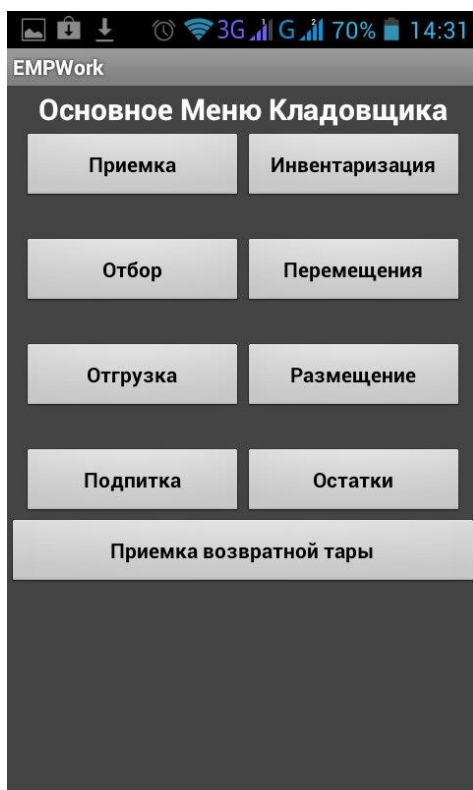 3G G 70% 14:31
EMPWork
Основное Меню Кладовщика
Приемка Инвентаризация
Отбор Перемещения
Отгрузка Размещение
Подпитка Остатки
Приемка возвратной тары